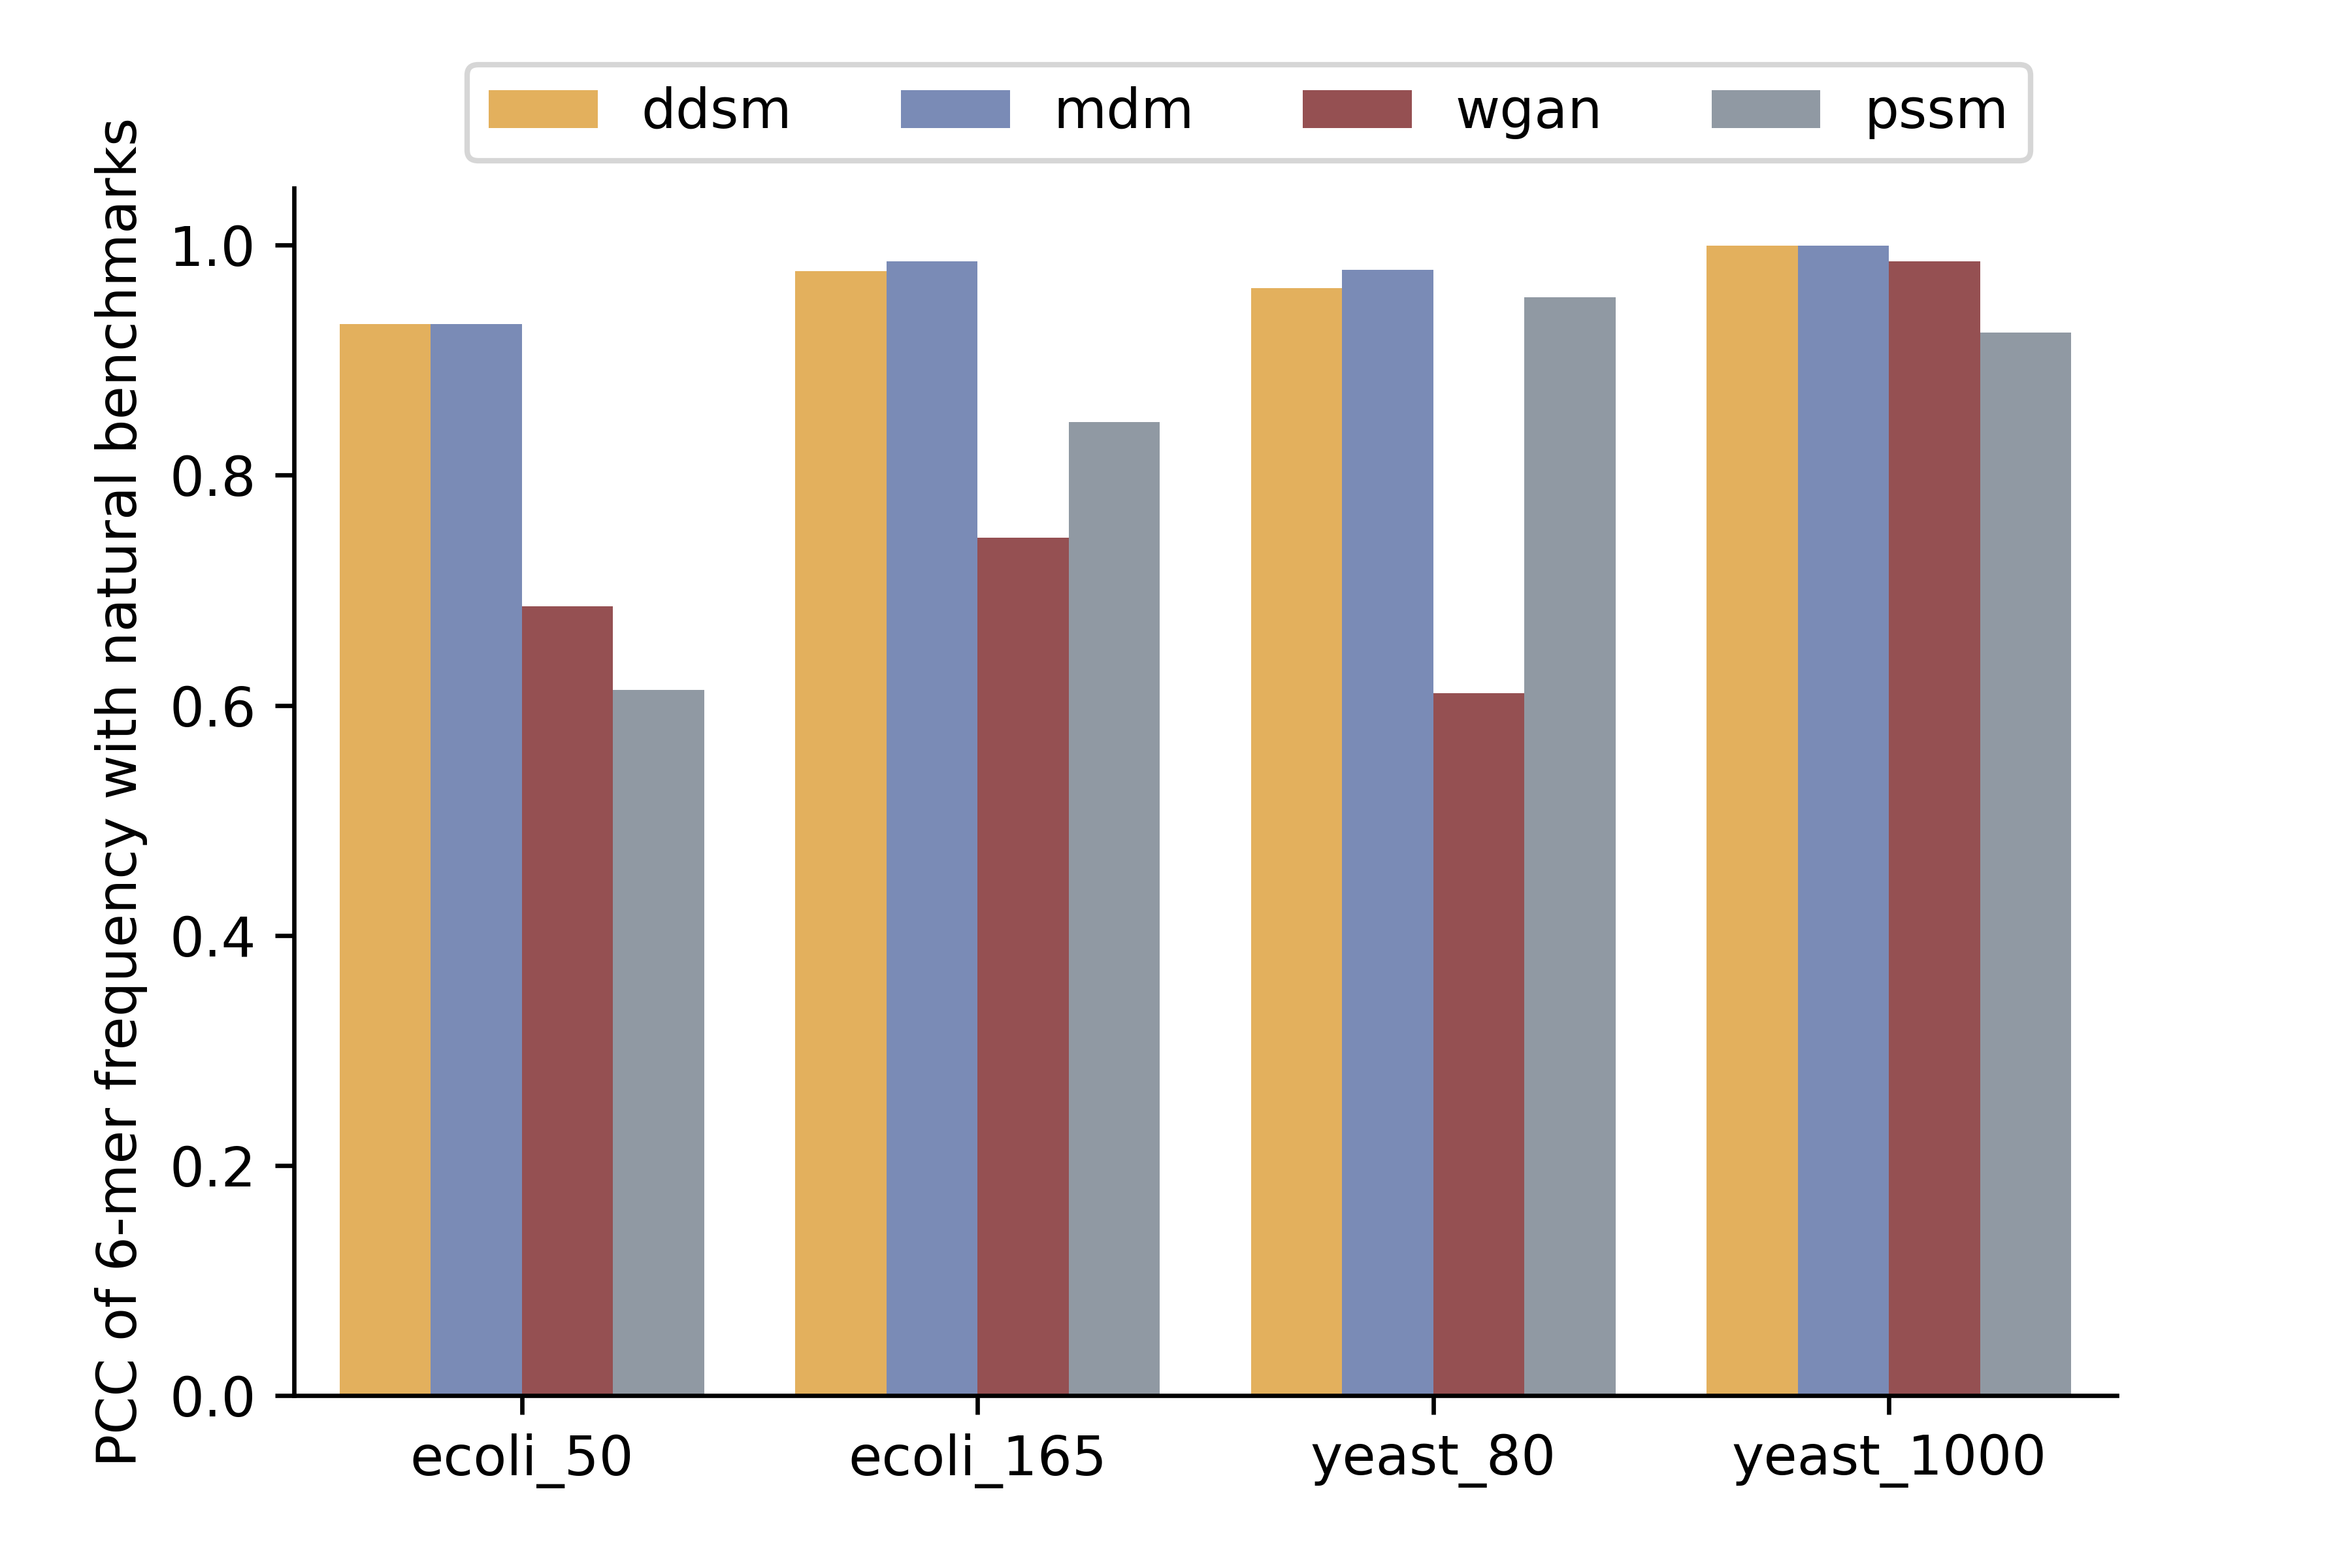 ddsm mdm wgan pssm
PCC of 6-mer frequency with natural benchmarks
1.0
0.8
0.6
0.4
0.2
0.0
ecoli_50 ecoli_165 yeast_80 yeast_1000